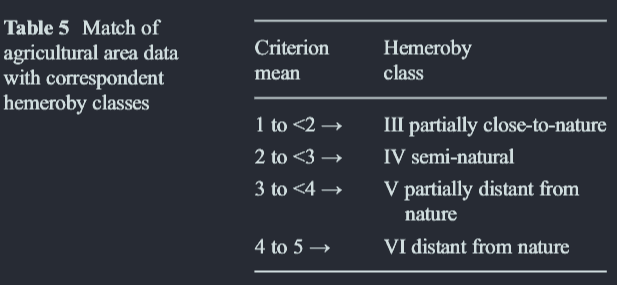 Table 5 Match of
agricultural area data
with correspondent
hemeroby classes
Criterion mean Hemeroby class
1 to <2 → III partially close-to-nature
2 to <3 → IV semi-natural
3 to <4 → V partially distant from
nature
4 to 5 → VI distant from nature